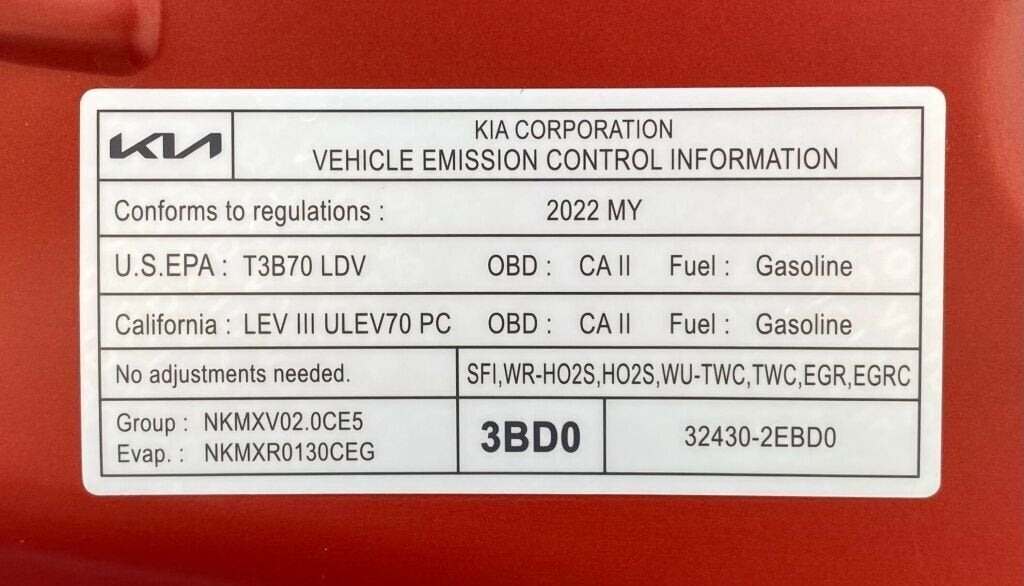 KIA
KIA CORPORATION
VEHICLE EMISSION CONTROL INFORMATION
Conforms to regulations : 2022 MY
U.S.EPA : T3B70 LDV OBD : CA II Fuel : Gasoline
California : LEV III ULEV70 PC OBD : CA II Fuel : Gasoline
No adjustments needed. SFI,WR-HO2S,HO2S,WU-TWC,TWC,EGR,EGRC
Group : NKMXV02.0CE5
Evap. : NKMXR0130CEG
3BD0
32430-2EBD0